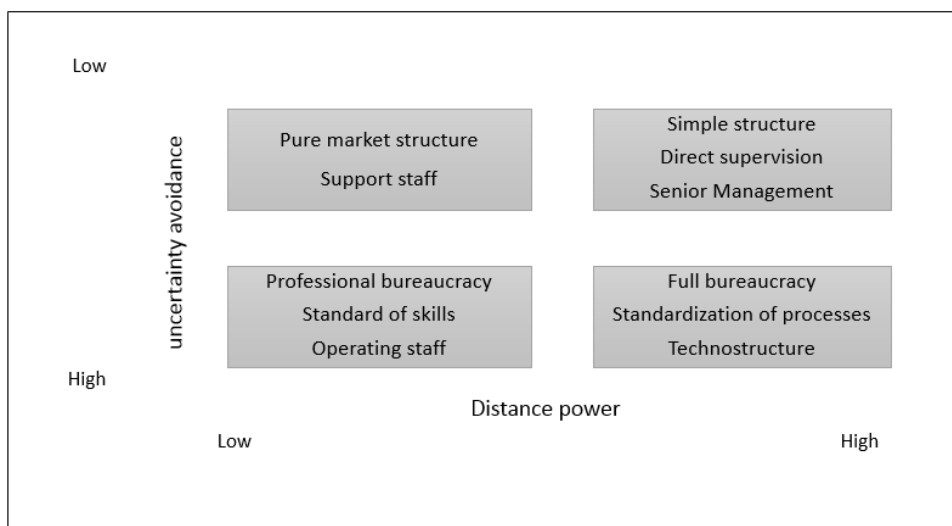 Low
uncertainty avoidance
Pure market structure
Support staff
Simple structure
Direct supervision
Senior Management
Professional bureaucracy
Standard of skills
Operating staff
Full bureaucracy
Standardization of processes
Technostructure
High
Distance power
Low
High